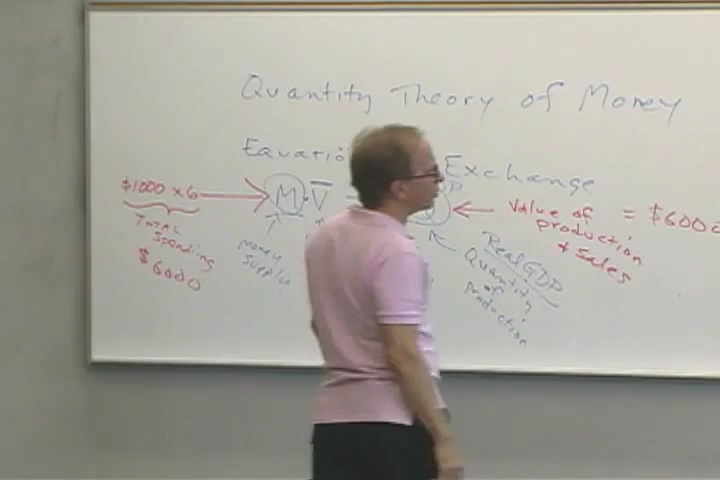 Quantity Theory of Money
Equatio
Exchange
$1000 x 6
M · V
P
Value of
production
+ Sales
= $6000
Total
Spending
$6000
money
supply
Real GDP
Quantity
of
production